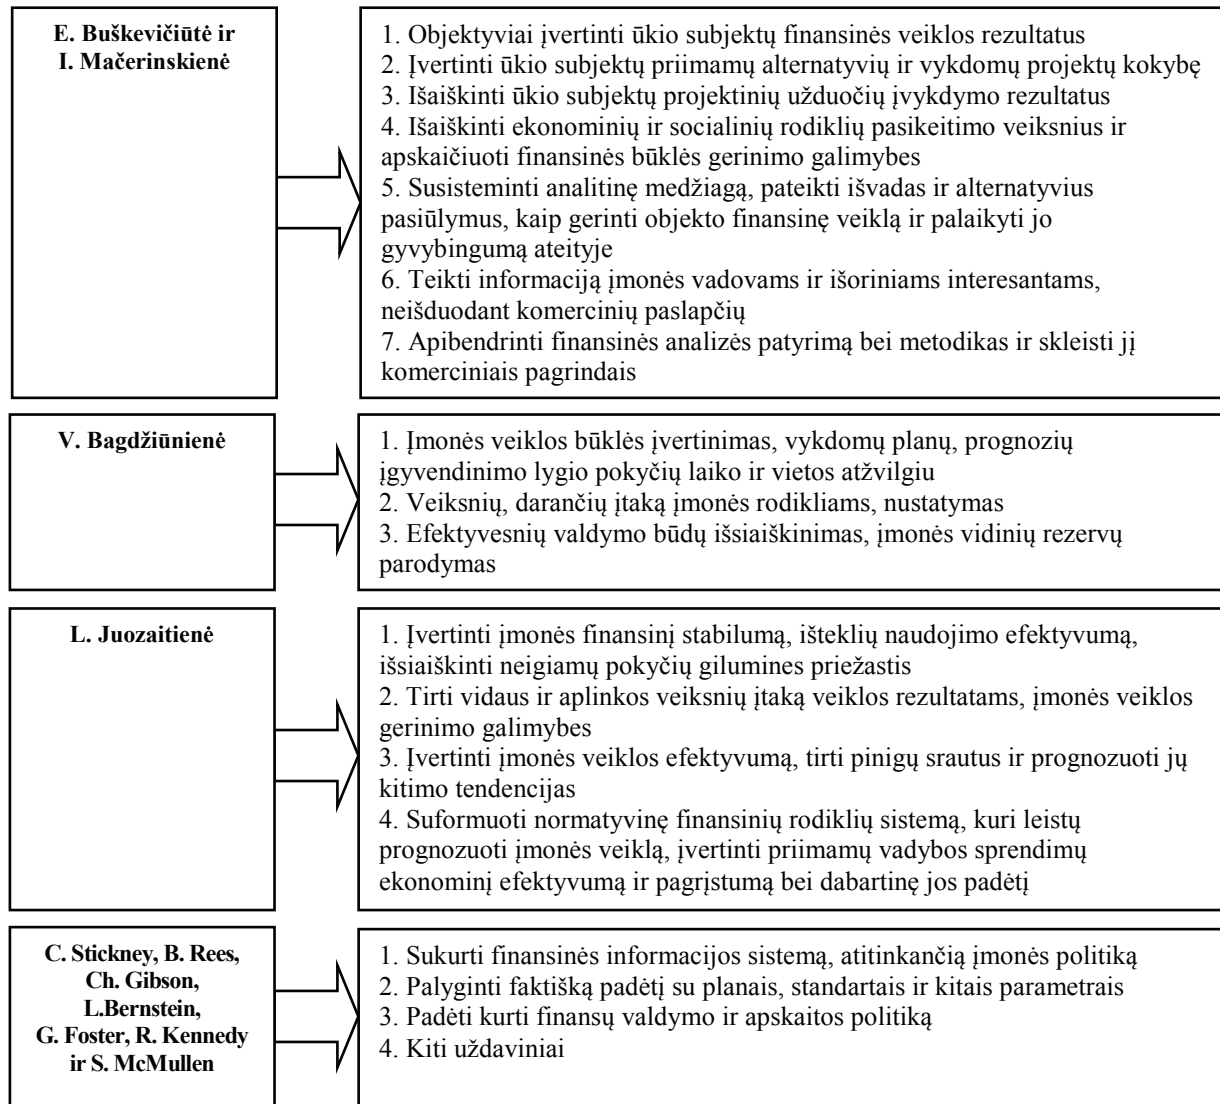 E. Buškevičiūtė ir
I. Mačerinskienė
1. Objektyviai įvertinti ūkio subjektų finansinės veiklos rezultatus
2. Įvertinti ūkio subjektų priimamų alternatyvių ir vykdomų projektų kokybę
3. Išaiškinti ūkio subjektų projektinių užduočių įvykdymo rezultatus
4. Išaiškinti ekonominių ir socialinių rodiklių pasikeitimo veiksnius ir
apskaičiuoti finansinės būklės gerinimo galimybes
5. Susisteminti analitinę medžiagą, pateikti išvadas ir alternatyvius
pasiūlymus, kaip gerinti objekto finansinę veiklą ir palaikyti jo
gyvybingumą ateityje
6. Teikti informaciją įmonės vadovams ir išoriniams interesantams,
neišduodant komercinių paslapčių
7. Apibendrinti finansinės analizės patyrimą bei metodikas ir skleisti jį
komerciniais pagrindais
V. Bagdžiūnienė
1. Įmonės veiklos būklės įvertinimas, vykdomų planų, prognozių
įgyvendinimo lygio pokyčių laiko ir vietos atžvilgiu
2. Veiksnių, darančių įtaką įmonės rodikliams, nustatymas
3. Efektyvesnių valdymo būdų išsiaiškinimas, įmonės vidinių rezervų
parodymas
L. Juozaitienė
1. Įvertinti įmonės finansinį stabilumą, išteklių naudojimo efektyvumą,
išsiaiškinti neigiamų pokyčių gilumines priežastis
2. Tirti vidaus ir aplinkos veiksnių įtaką veiklos rezultatams, įmonės veiklos
gerinimo galimybes
3. Įvertinti įmonės veiklos efektyvumą, tirti pinigų srautus ir prognozuoti jų
kitimo tendencijas
4. Suformuoti normatyvinę finansinių rodiklių sistemą, kuri leistų
prognozuoti įmonės veiklą, įvertinti priimamų vadybos sprendimų
ekonominį efektyvumą ir pagrįstumą bei dabartinę jos padėtį
C. Stickney, B. Rees,
Ch. Gibson,
L.Bernstein,
G. Foster, R. Kennedy
ir S. McMullen
1. Sukurti finansinės informacijos sistemą, atitinkančią įmonės politiką
2. Palyginti faktišką padėtį su planais, standartais ir kitais parametrais
3. Padėti kurti finansų valdymo ir apskaitos politiką
4. Kiti uždaviniai